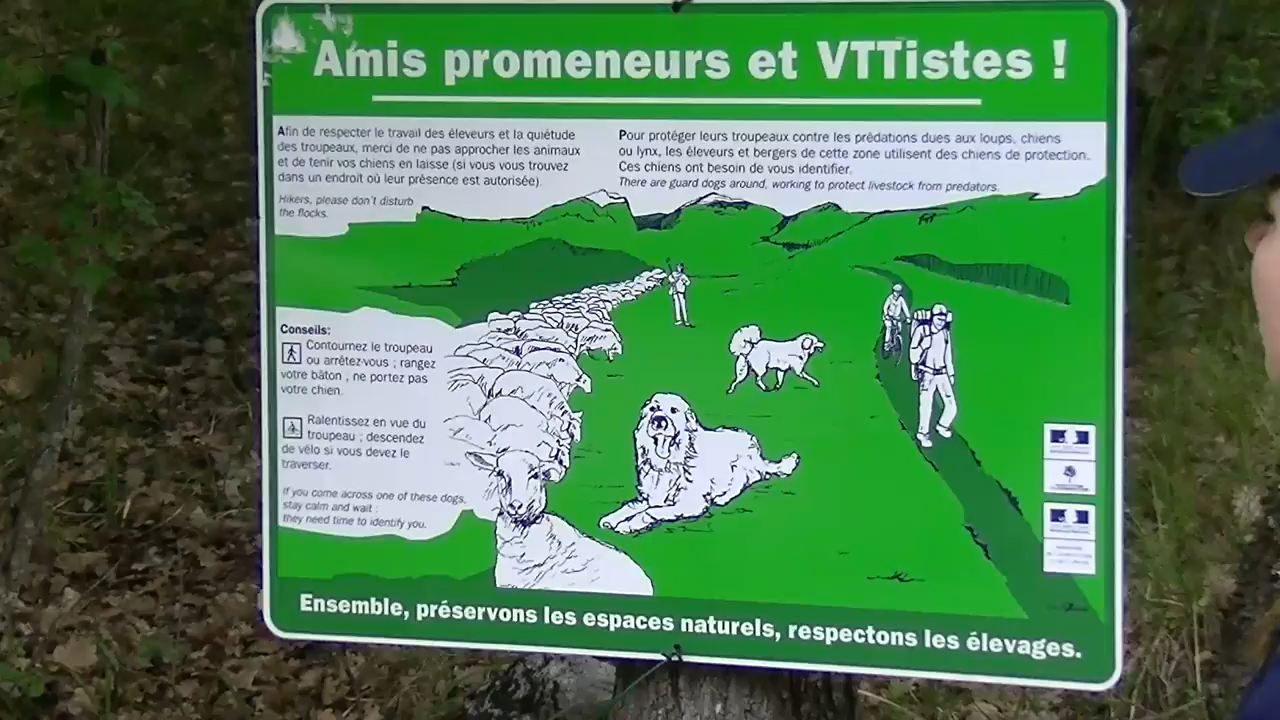 Amis promeneurs et VTTistes !
Afin de respecter le travail des éleveurs et la quiétude
des troupeaux, merci de ne pas approcher les animaux
et de tenir vos chiens en laisse (si vous vous trouvez
dans un endroit où leur présence est autorisée).
Hikers, please don't disturb
the flocks.
Pour protéger leurs troupeaux contre les prédations dues aux loups, chiens
ou lynx, les éleveurs et bergers de cette zone utilisent des chiens de protection.
Ces chiens ont besoin de vous identifier.
There are guard dogs around, working to protect livestock from predators.
Conseils:
Contournez le troupeau
ou arrêtez-vous ; rangez
votre bâton , ne portez pas
votre chien.
Ralentissez en vue du
troupeau ; descendez
de vélo si vous devez le
traverser.
If you come across one of these dogs,
stay calm and wait :
they need time to identify you.
Ensemble, préservons les espaces naturels, respectons les élevages.